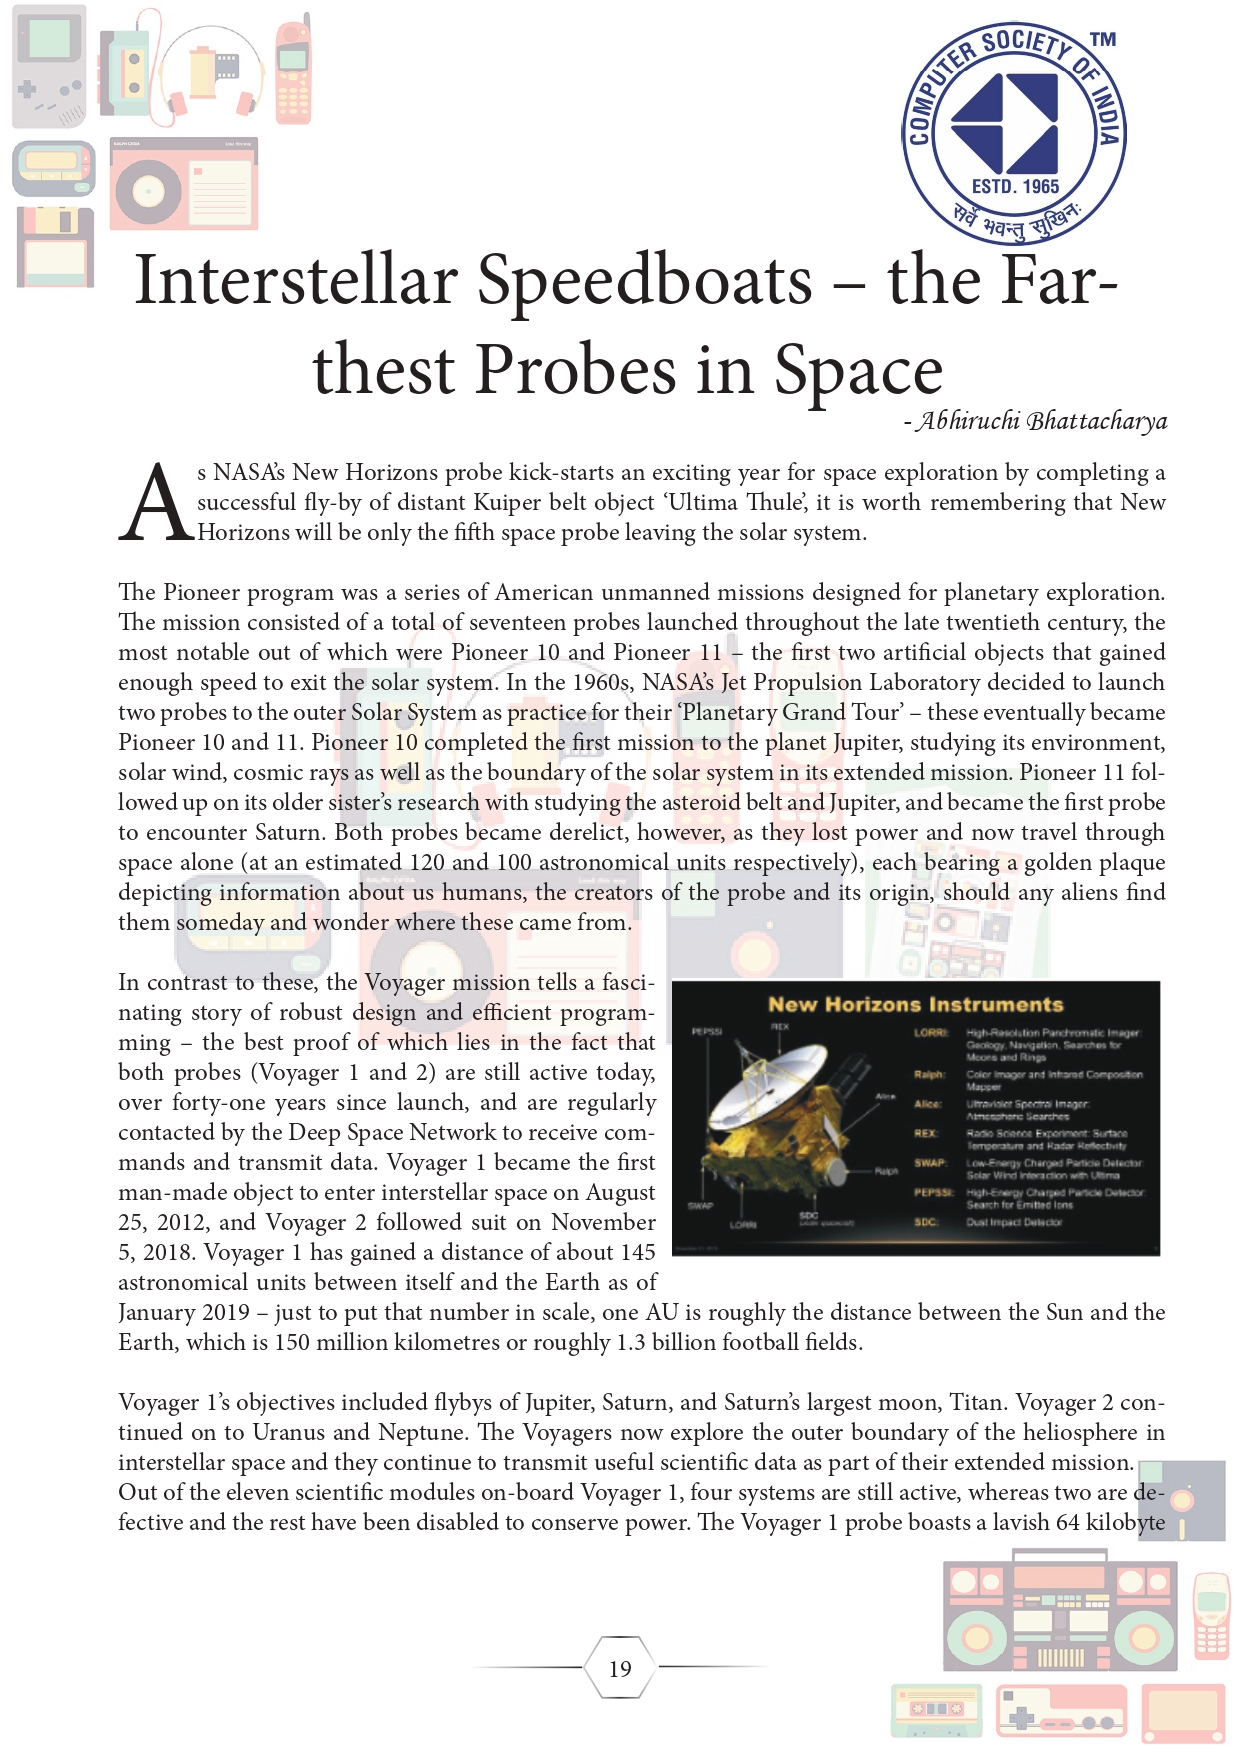 COMPUTER SOCIETY OF INDIA
TM
ESTD. 1965
सर्वे भवन्तु सुखिनः
Interstellar Speedboats – the Far-
thest Probes in Space
- Abhiruchi Bhattacharya
As NASA’s New Horizons probe kick-starts an exciting year for space exploration by completing a
successful fly-by of distant Kuiper belt object ‘Ultima Thule’, it is worth remembering that New
Horizons will be only the fifth space probe leaving the solar system.
The Pioneer program was a series of American unmanned missions designed for planetary exploration.
The mission consisted of a total of seventeen probes launched throughout the late twentieth century, the
most notable out of which were Pioneer 10 and Pioneer 11 – the first two artificial objects that gained
enough speed to exit the solar system. In the 1960s, NASA’s Jet Propulsion Laboratory decided to launch
two probes to the outer Solar System as practice for their ‘Planetary Grand Tour’ – these eventually became
Pioneer 10 and 11. Pioneer 10 completed the first mission to the planet Jupiter, studying its environment,
solar wind, cosmic rays as well as the boundary of the solar system in its extended mission. Pioneer 11 fol-
lowed up on its older sister’s research with studying the asteroid belt and Jupiter, and became the first probe
to encounter Saturn. Both probes became derelict, however, as they lost power and now travel through
space alone (at an estimated 120 and 100 astronomical units respectively), each bearing a golden plaque
depicting information about us humans, the creators of the probe and its origin, should any aliens find
them someday and wonder where these came from.
In contrast to these, the Voyager mission tells a fasci-
nating story of robust design and efficient program-
ming – the best proof of which lies in the fact that
both probes (Voyager 1 and 2) are still active today,
over forty-one years since launch, and are regularly
contacted by the Deep Space Network to receive com-
mands and transmit data. Voyager 1 became the first
man-made object to enter interstellar space on August
25, 2012, and Voyager 2 followed suit on November
5, 2018. Voyager 1 has gained a distance of about 145
astronomical units between itself and the Earth as of
January 2019 – just to put that number in scale, one AU is roughly the distance between the Sun and the
Earth, which is 150 million kilometres or roughly 1.3 billion football fields.
New Horizons Instruments
PEPSSI
REX
Alice
Ralph
SWAP
LORRI
SDC
LORRI: High-Resolution Panchromatic Imager:
Geology, Navigation, Searches for
Moons and Rings
Ralph: Color Imager and Infrared Composition
Mapper
Alice: Ultraviolet Spectral Imager:
Atmospheric Searches
REX: Radio Science Experiment: Surface
Temperature and Radar Reflectivity
SWAP: Low-Energy Charged Particle Detector:
Solar Wind Interaction with Ultima
PEPSSI: High-Energy Charged Particle Detector:
Search for Emitted Ions
SDC: Dust Impact Detector
Voyager 1’s objectives included flybys of Jupiter, Saturn, and Saturn’s largest moon, Titan. Voyager 2 con-
tinued on to Uranus and Neptune. The Voyagers now explore the outer boundary of the heliosphere in
interstellar space and they continue to transmit useful scientific data as part of their extended mission.
Out of the eleven scientific modules on-board Voyager 1, four systems are still active, whereas two are de-
fective and the rest have been disabled to conserve power. The Voyager 1 probe boasts a lavish 64 kilobyte
19